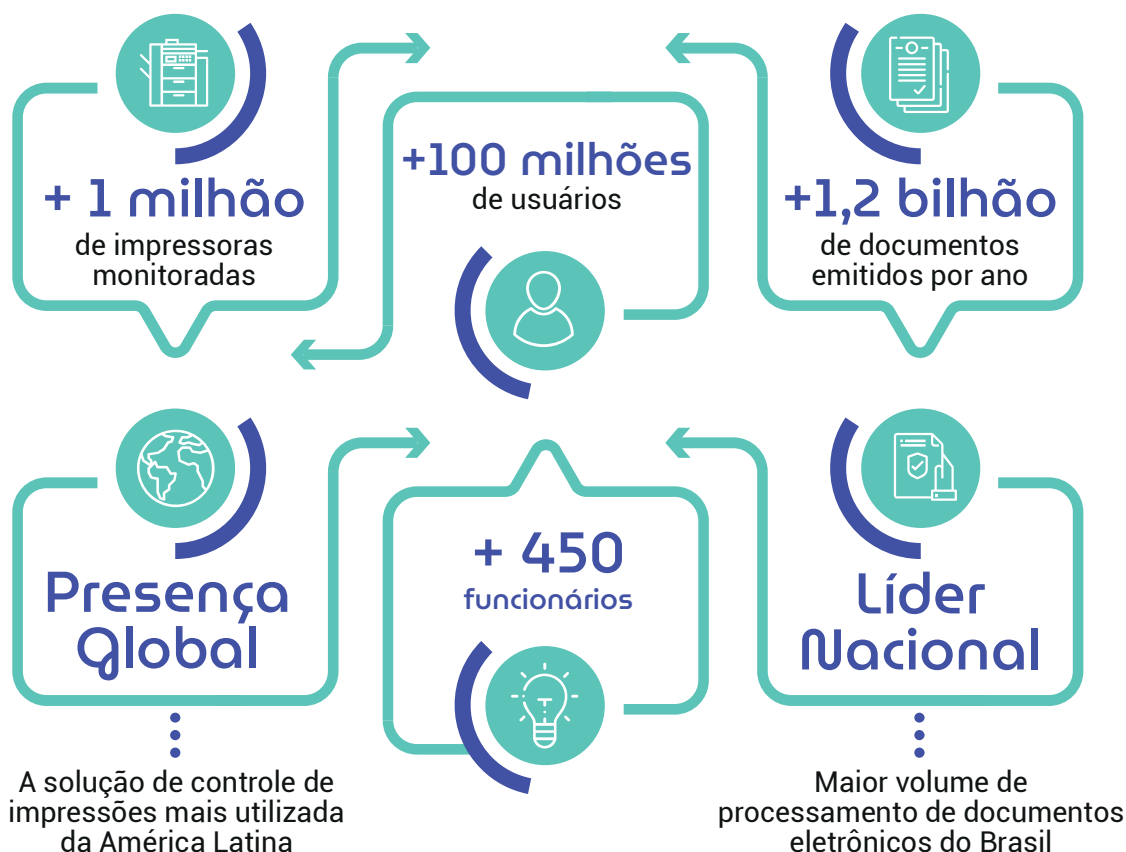 + 1 milhão
de impressoras
monitoradas
+100 milhões
de usuários
+1,2 bilhão
de documentos
emitidos por ano
Presença
Global
A solução de controle de
impressões mais utilizada
da América Latina
+ 450
funcionários
Líder
Nacional
Maior volume de
processamento de documentos
eletrônicos do Brasil